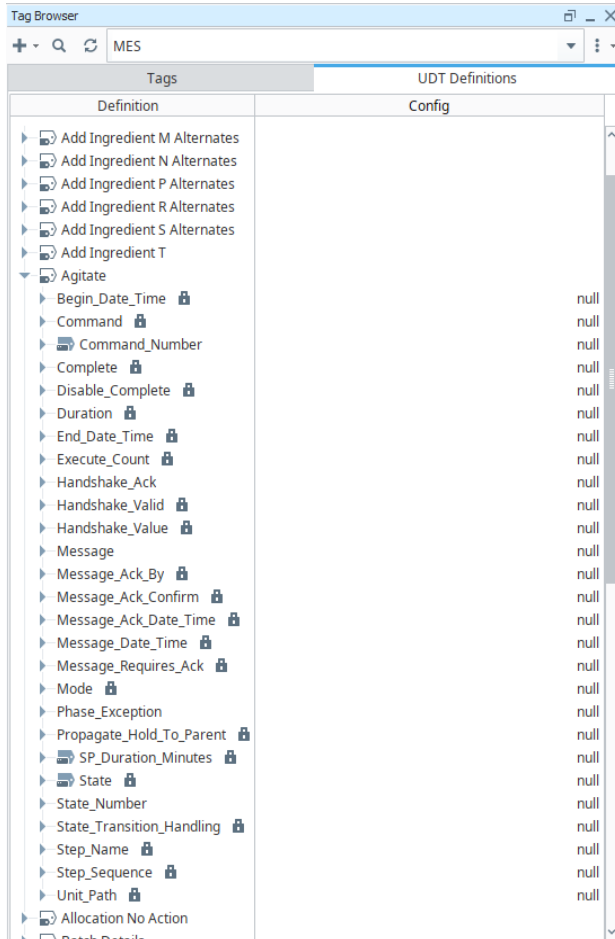 Tag Browser
MES
Tags UDT Definitions
Definition Config
Add Ingredient M Alternates
Add Ingredient N Alternates
Add Ingredient P Alternates
Add Ingredient R Alternates
Add Ingredient S Alternates
Add Ingredient T
Agitate
Begin_Date_Time null
Command null
Command_Number null
Complete null
Disable_Complete null
Duration null
End_Date_Time null
Execute_Count null
Handshake_Ack null
Handshake_Valid null
Handshake_Value null
Message null
Message_Ack_By null
Message_Ack_Confirm null
Message_Ack_Date_Time null
Message_Date_Time null
Message_Requires_Ack null
Mode null
Phase_Exception null
Propagate_Hold_To_Parent null
SP_Duration_Minutes null
State null
State_Number null
State_Transition_Handling null
Step_Name null
Step_Sequence null
Unit_Path null
Allocation No Action